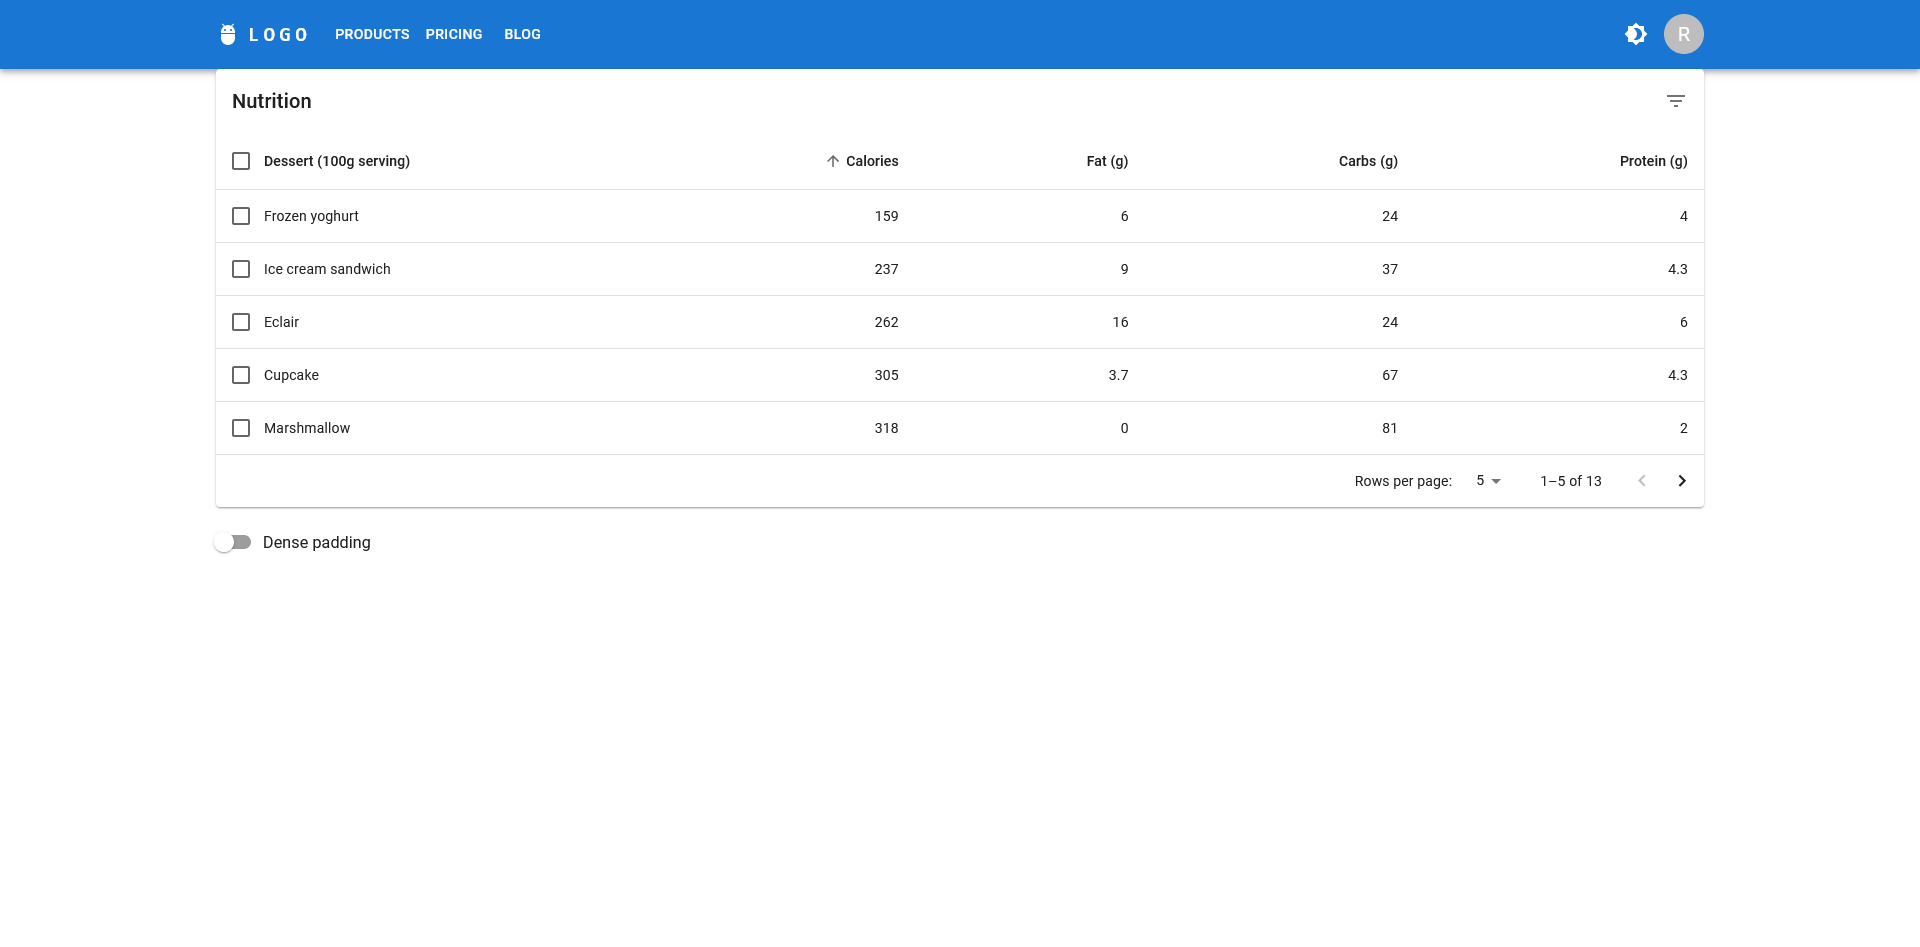 LOGO PRODUCTS PRICING BLOG R
Nutrition
Dessert (100g serving) Calories Fat (g) Carbs (g) Protein (g)
Frozen yoghurt 159 6 24 4
Ice cream sandwich 237 9 37 4.3
Eclair 262 16 24 6
Cupcake 305 3.7 67 4.3
Marshmallow 318 0 81 2
Rows per page: 5 1–5 of 13
Dense padding